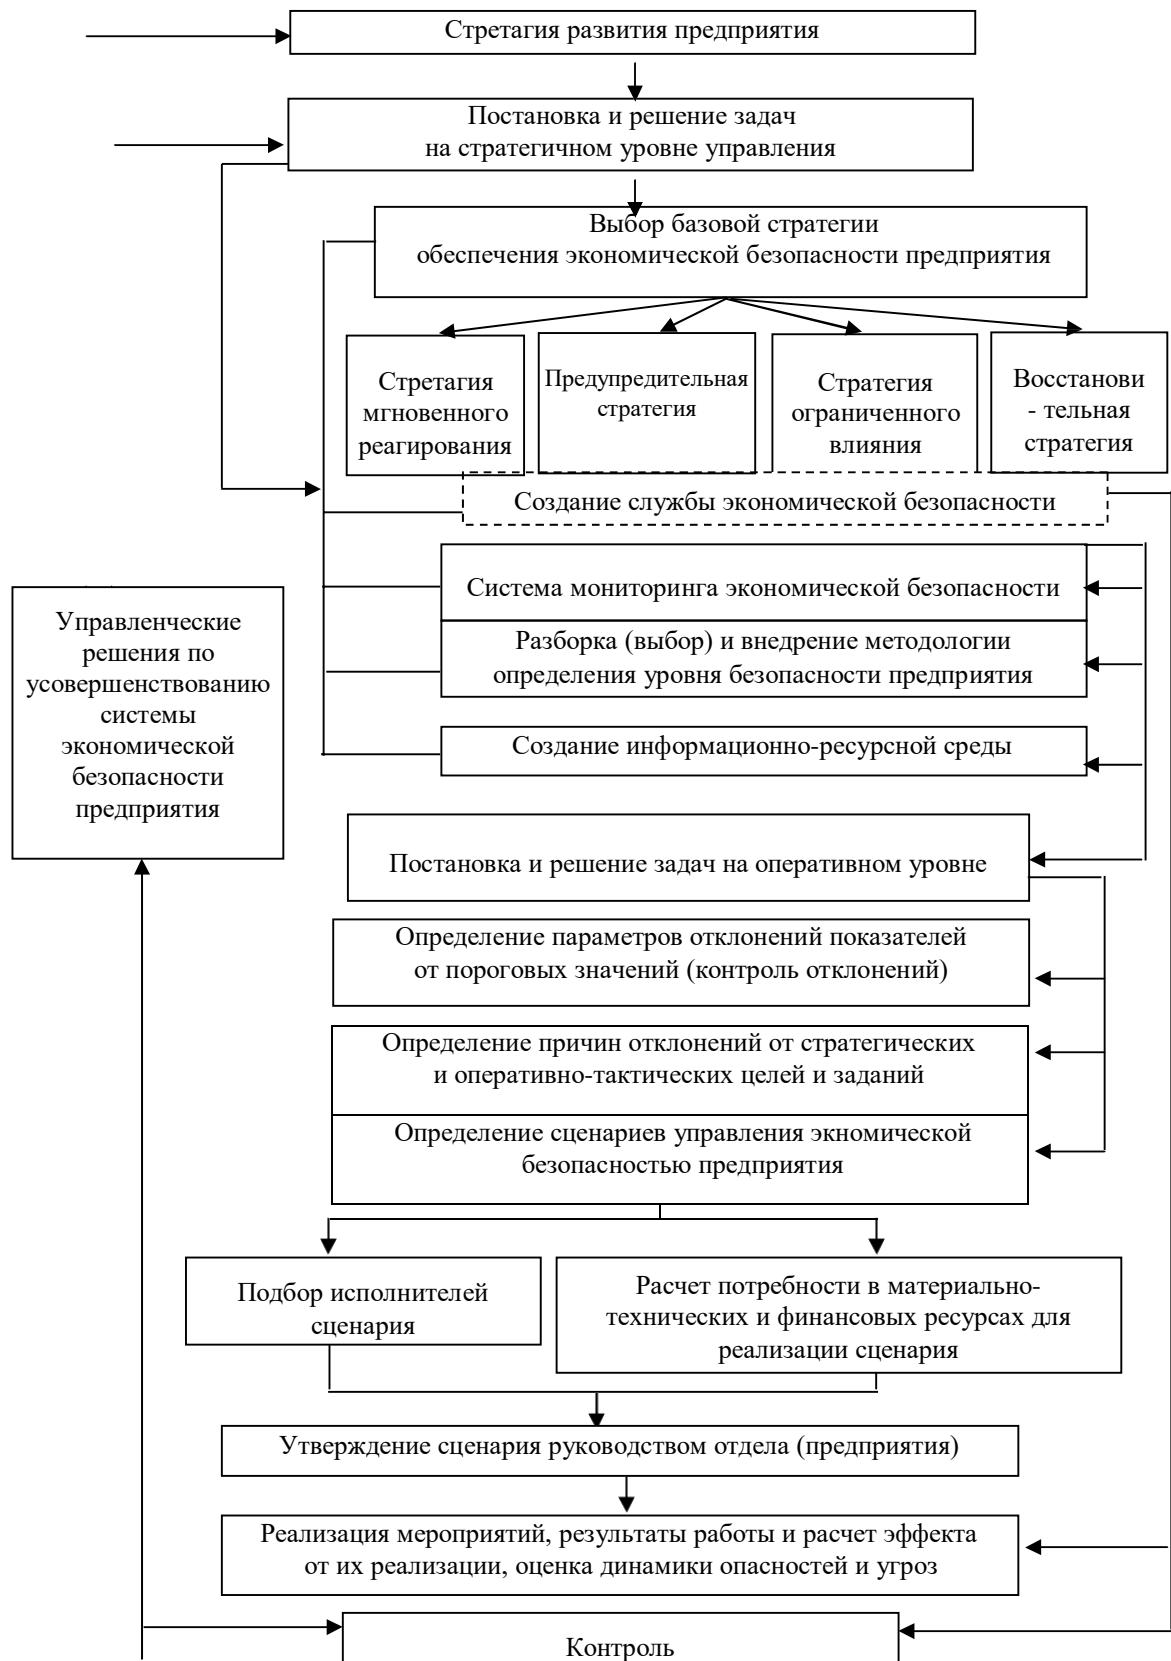 Стретагия развития предприятия
Постановка и решение задач
на стратегичном уровне управления
Выбор базовой стратегии
обеспечения экономической безопасности предприятия
Стретагия
мгновенного
реагирования
Предупредительная
стратегия
Стратегия
ограниченного
влияния
Восстанови
- тельная
стратегия
Создание службы экономической безопасности
Система мониторинга экономической безопасности
Разборка (выбор) и внедрение методологии
определения уровня безопасности предприятия
Создание информационно-ресурсной среды
Управленческие
решения по
усовершенствованию
системы
экономической
безопасности
предприятия
Постановка и решение задач на оперативном уровне
Определение параметров отклонений показателей
от пороговых значений (контроль отклонений)
Определение причин отклонений от стратегических
и оперативно-тактических целей и заданий
Определение сценариев управления экномической
безопасностью предприятия
Подбор исполнителей
сценария
Расчет потребности в материально-
технических и финансовых ресурсах для
реализации сценария
Утверждение сценария руководством отдела (предприятия)
Реализация мероприятий, результаты работы и расчет эффекта
от их реализации, оценка динамики опасностей и угроз
Контроль